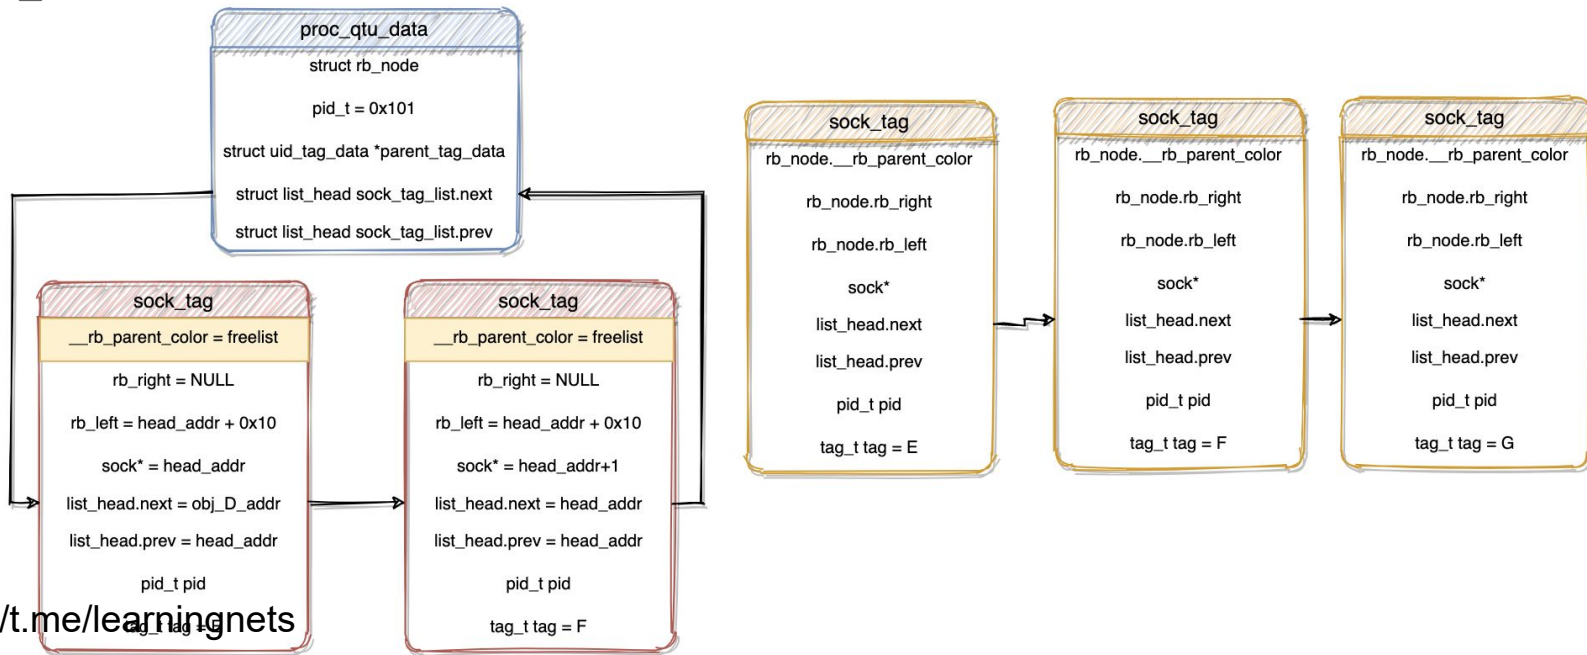 proc_qtu_data
struct rb_node
pid_t = 0x101
struct uid_tag_data *parent_tag_data
struct list_head sock_tag_list.next
struct list_head sock_tag_list.prev
sock_tag
__rb_parent_color = freelist
rb_right = NULL
rb_left = head_addr + 0x10
sock* = head_addr
list_head.next = obj_D_addr
list_head.prev = head_addr
pid_t pid
tag_t tag =
/t.me/learningnets
sock_tag
__rb_parent_color = freelist
rb_right = NULL
rb_left = head_addr + 0x10
sock* = head_addr+1
list_head.next = head_addr
list_head.prev = head_addr
pid_t pid
tag_t tag = F
sock_tag
rb_node.__rb_parent_color
rb_node.rb_right
rb_node.rb_left
sock*
list_head.next
list_head.prev
pid_t pid
tag_t tag = E
sock_tag
rb_node.__rb_parent_color
rb_node.rb_right
rb_node.rb_left
sock*
list_head.next
list_head.prev
pid_t pid
tag_t tag = F
sock_tag
rb_node.__rb_parent_color
rb_node.rb_right
rb_node.rb_left
sock*
list_head.next
list_head.prev
pid_t pid
tag_t tag = G